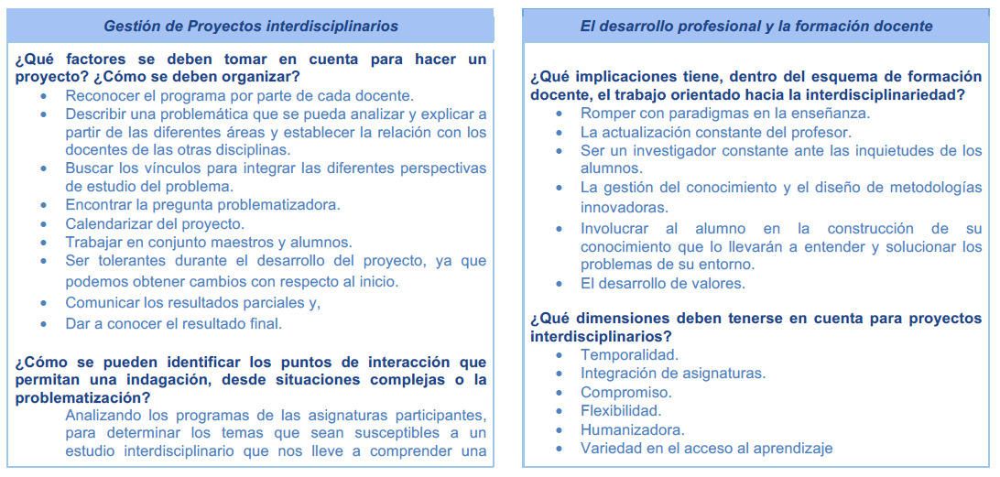 Gestión de Proyectos interdisciplinarios
¿Qué factores se deben tomar en cuenta para hacer un
proyecto? ¿Cómo se deben organizar?
• Reconocer el programa por parte de cada docente.
• Describir una problemática que se pueda analizar y explicar a
partir de las diferentes áreas y establecer la relación con los
docentes de las otras disciplinas.
• Buscar los vínculos para integrar las diferentes perspectivas
de estudio del problema.
• Encontrar la pregunta problematizadora.
• Calendarizar del proyecto.
• Trabajar en conjunto maestros y alumnos.
• Ser tolerantes durante el desarrollo del proyecto, ya que
podemos obtener cambios con respecto al inicio.
• Comunicar los resultados parciales y,
• Dar a conocer el resultado final.
¿Cómo se pueden identificar los puntos de interacción que
permitan una indagación, desde situaciones complejas o la
problematización?
Analizando los programas de las asignaturas participantes,
para determinar los temas que sean susceptibles a un
estudio interdisciplinario que nos lleve a comprender una
El desarrollo profesional y la formación docente
¿Qué implicaciones tiene, dentro del esquema de formación
docente, el trabajo orientado hacia la interdisciplinariedad?
• Romper con paradigmas en la enseñanza.
• La actualización constante del profesor.
• Ser un investigador constante ante las inquietudes de los
alumnos.
• La gestión del conocimiento y el diseño de metodologías
innovadoras.
• Involucrar al alumno en la construcción de su
conocimiento que lo llevarán a entender y solucionar los
problemas de su entorno.
• El desarrollo de valores.
¿Qué dimensiones deben tenerse en cuenta para proyectos
interdisciplinarios?
• Temporalidad.
• Integración de asignaturas.
• Compromiso.
• Flexibilidad.
• Humanizadora.
• Variedad en el acceso al aprendizaje